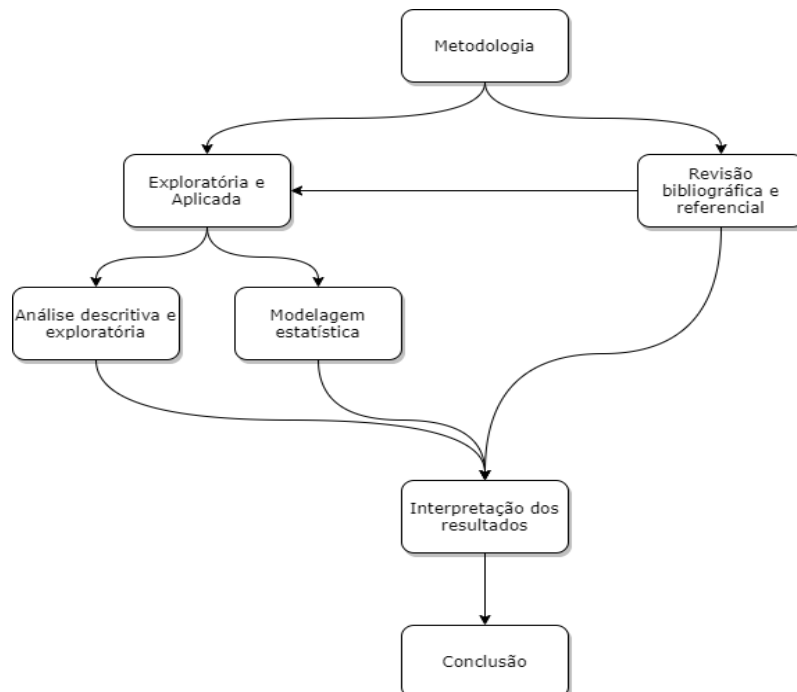 Metodologia
Exploratória e
Aplicada
Revisão
bibliográfica e
referencial
Análise descritiva e
exploratória
Modelagem
estatística
Interpretação dos
resultados
Conclusão